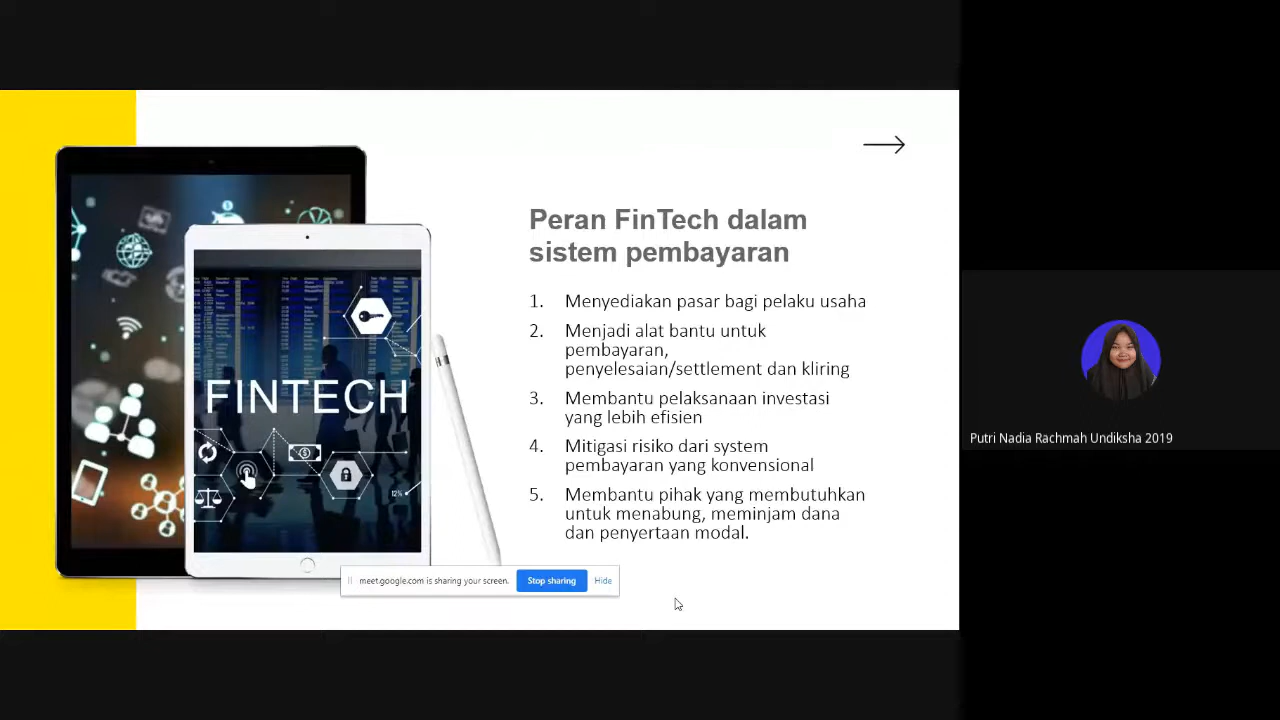 Peran FinTech dalam
sistem pembayaran
1. Menyediakan pasar bagi pelaku usaha
2. Menjadi alat bantu untuk
pembayaran,
penyelesaian/settlement dan kliring
3. Membantu pelaksanaan investasi
yang lebih efisien
4. Mitigasi risiko dari system
pembayaran yang konvensional
5. Membantu pihak yang membutuhkan
untuk menabung, meminjam dana
dan penyertaan modal.
FINTECH
12%
meet.google.com is sharing your screen.
Stop sharing
Hide
Putri Nadia Rachmah Undiksha 2019